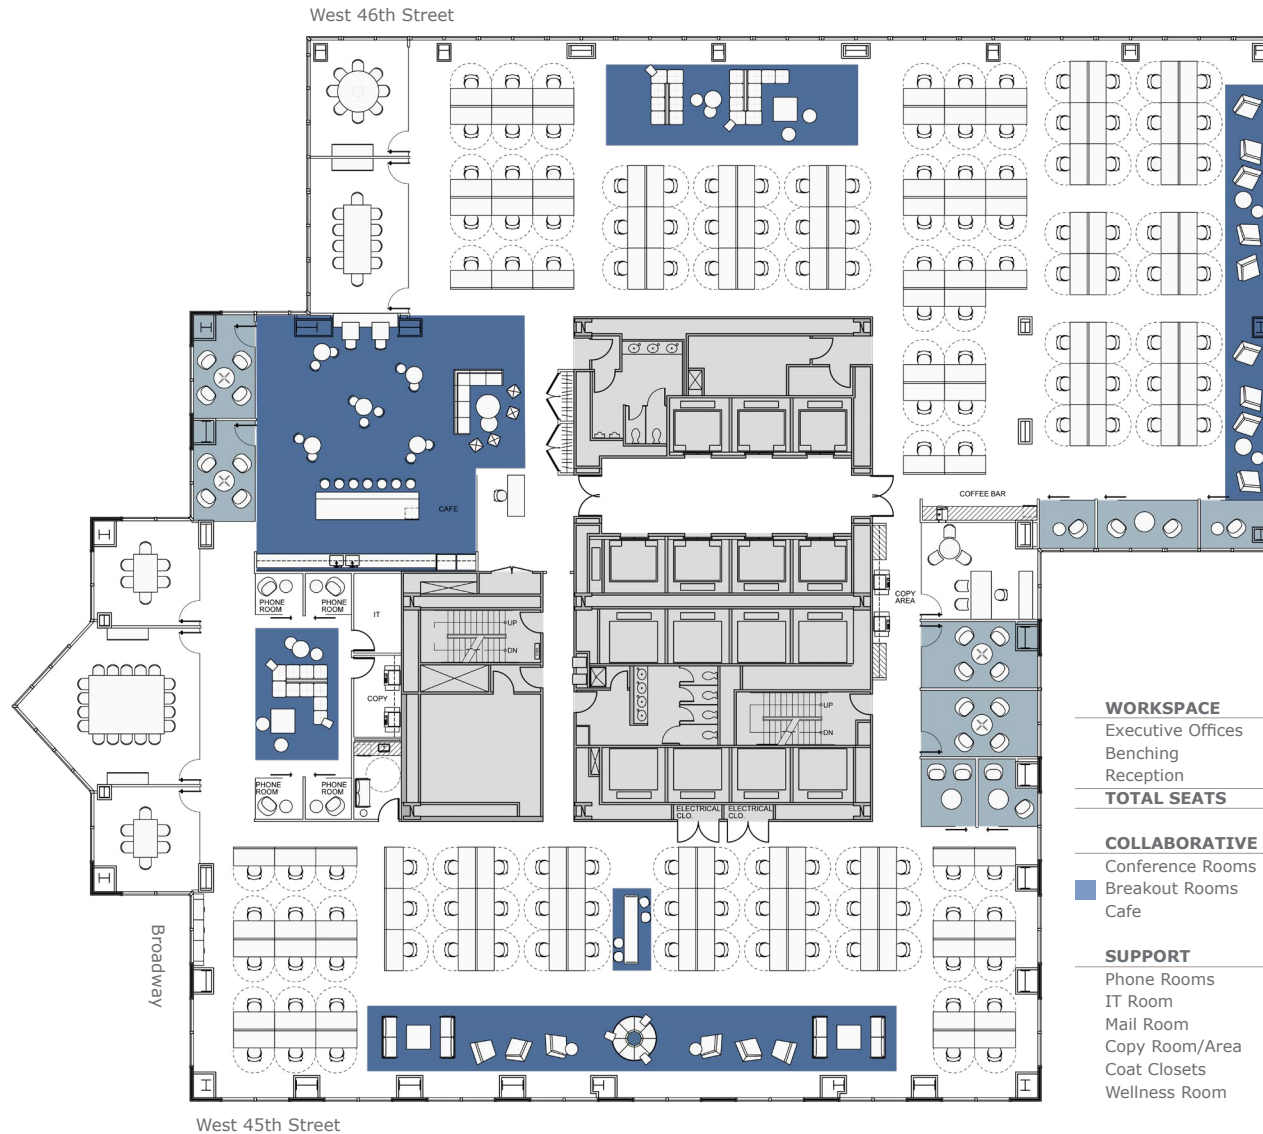 West 46th Street
CAFE
COFFEE BAR
PHONE
ROOM
PHONE
ROOM
IT
UP
DN
COPY
AREA
COPY
UP
DN
PHONE
ROOM
PHONE
ROOM
ELECTRICAL
CLO.
ELECTRICAL
CLO.
WORKSPACE
Executive Offices
Benching
Reception
TOTAL SEATS
COLLABORATIVE
Conference Rooms
Breakout Rooms
Cafe
SUPPORT
Phone Rooms
IT Room
Mail Room
Copy Room/Area
Coat Closets
Wellness Room
Broadway
West 45th Street